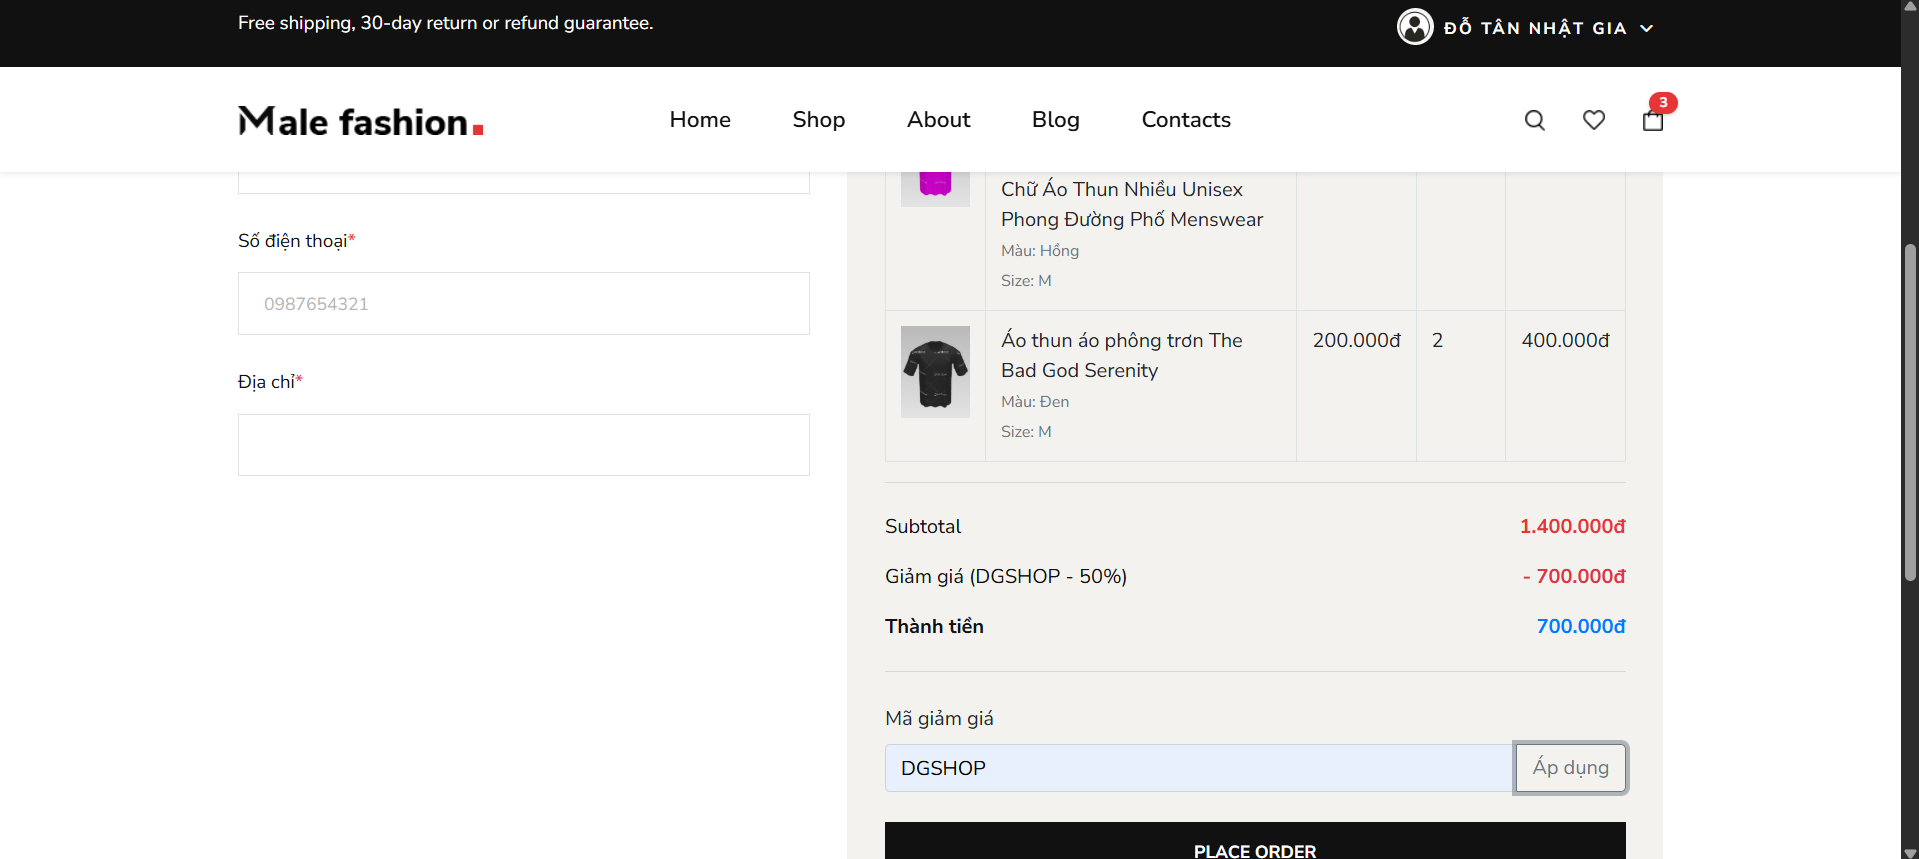 Free shipping, 30-day return or refund guarantee.
ĐỖ TÂN NHẬT GIA
Male fashion.
Home
Shop
About
Blog
Contacts
3
Số điện thoại*
0987654321
Địa chỉ*
Chữ Áo Thun Nhiều Unisex
Phong Đường Phố Menswear
Màu: Hồng
Size: M
Áo thun áo phông trơn The
Bad God Serenity
Màu: Đen
Size: M
200.000đ
2
400.000đ
Subtotal
1.400.000đ
Giảm giá (DGSHOP - 50%)
- 700.000đ
Thành tiền
700.000đ
Mã giảm giá
DGSHOP
Áp dụng
PLACE ORDER